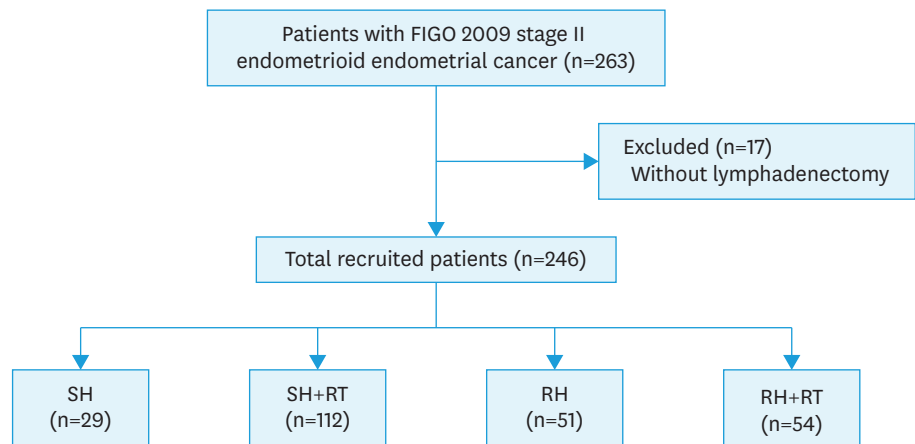 Patients with FIGO 2009 stage II
endometrioid endometrial cancer (n=263)
Excluded (n=17)
Without lymphadenectomy
Total recruited patients (n=246)
SH
(n=29)
SH+RT
(n=112)
RH
(n=51)
RH+RT
(n=54)